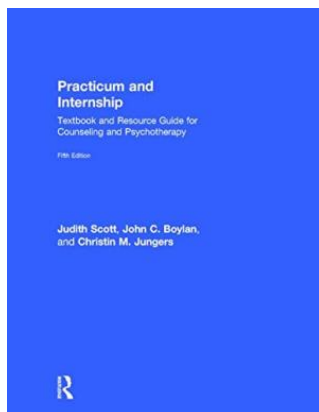 Practicum and
Internship
Textbook and Resource Guide for
Counseling and Psychotherapy
Fifth Edition
Judith Scott, John C. Boylan,
and Christin M. Jungers
R